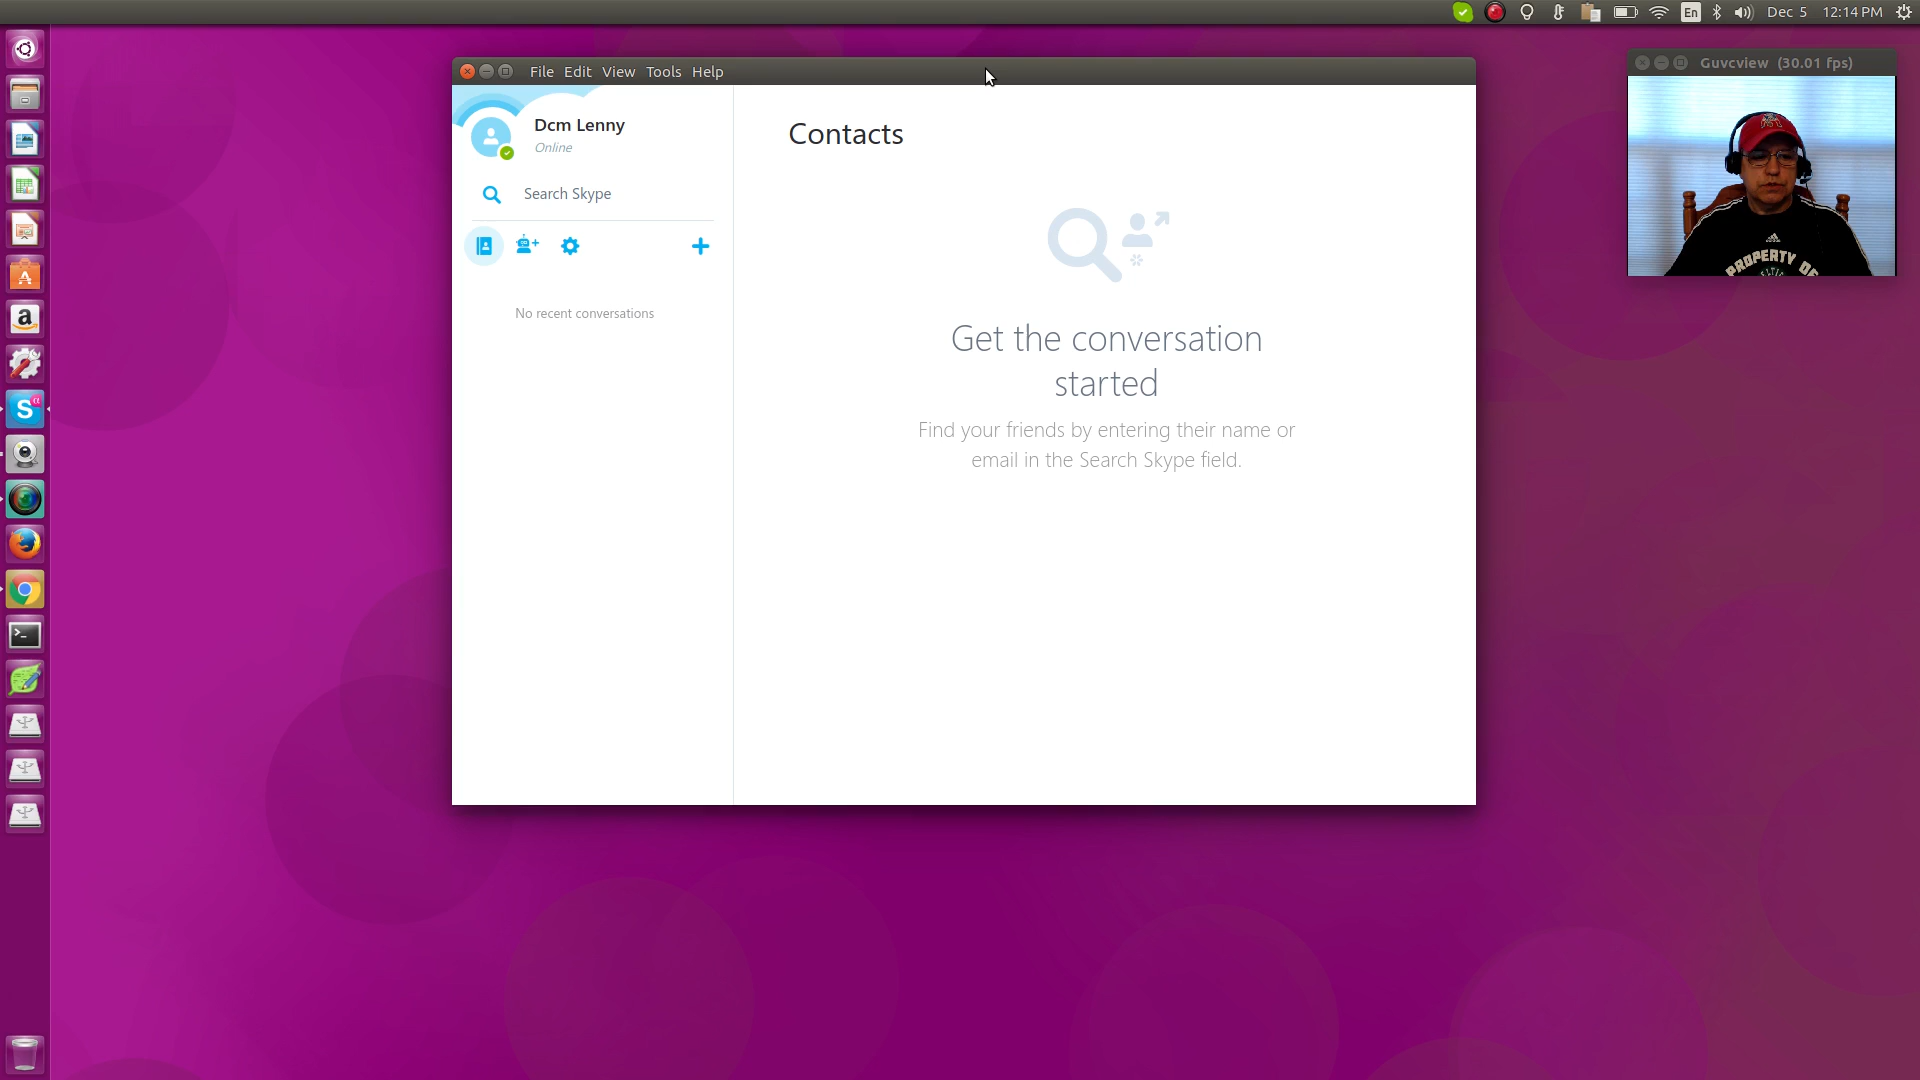 En
Dec 5
12:14 PM
File Edit View Tools Help
Guvcview (30.01 fps)
Dcm Lenny
Online
Search Skype
No recent conversations
Contacts
Get the conversation
started
Find your friends by entering their name or
email in the Search Skype field.
PROPERTY OF